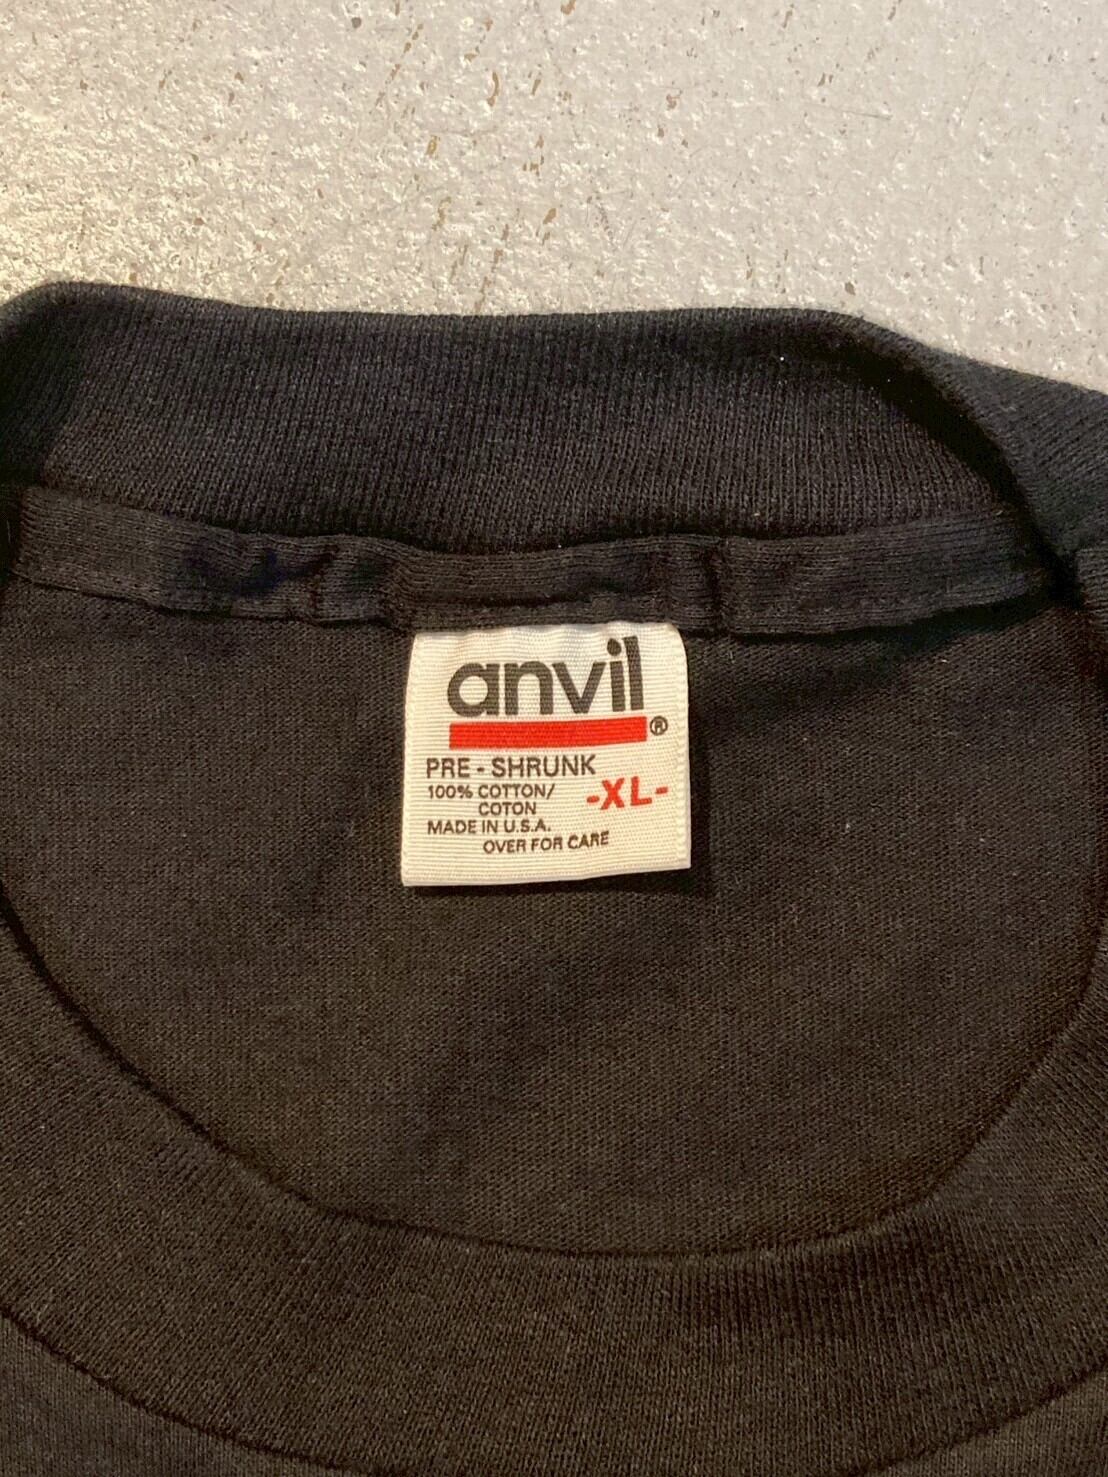 anvil®
PRE - SHRUNK
100% COTTON/
COTON
-XL-
MADE IN U.S.A.
OVER FOR CARE